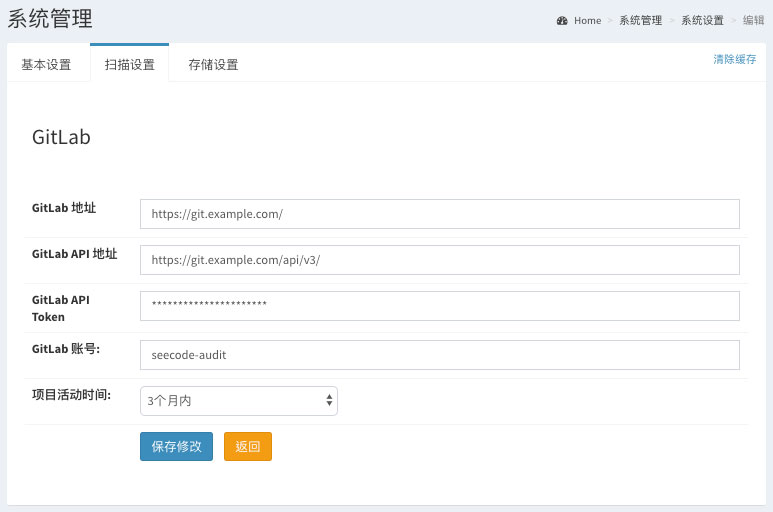 系统管理
Home > 系统管理 > 系统设置 > 编辑
基本设置 扫描设置 存储设置 清除缓存
GitLab
GitLab 地址 https://git.example.com/
GitLab API 地址 https://git.example.com/api/v3/
GitLab API Token **********************
GitLab 账号: seecode-audit
项目活动时间: 3个月内
保存修改 返回